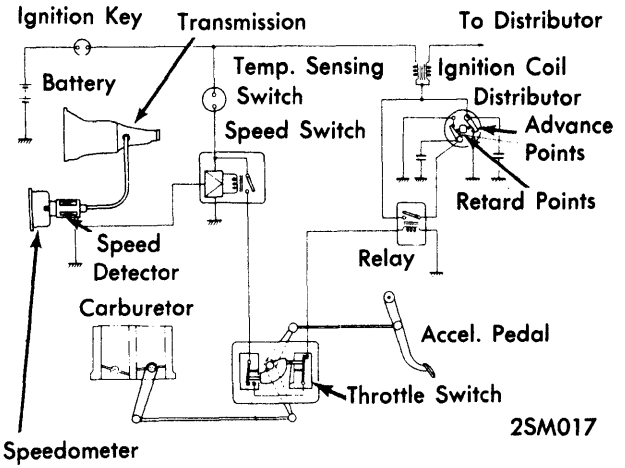 Ignition Key
Transmission
To Distributor
Battery
Temp. Sensing
Switch
Ignition Coil
Distributor
Speed Switch
Advance
Points
Retard Points
Speed
Detector
Relay
Carburetor
Accel. Pedal
Throttle Switch
2SM017
Speedometer